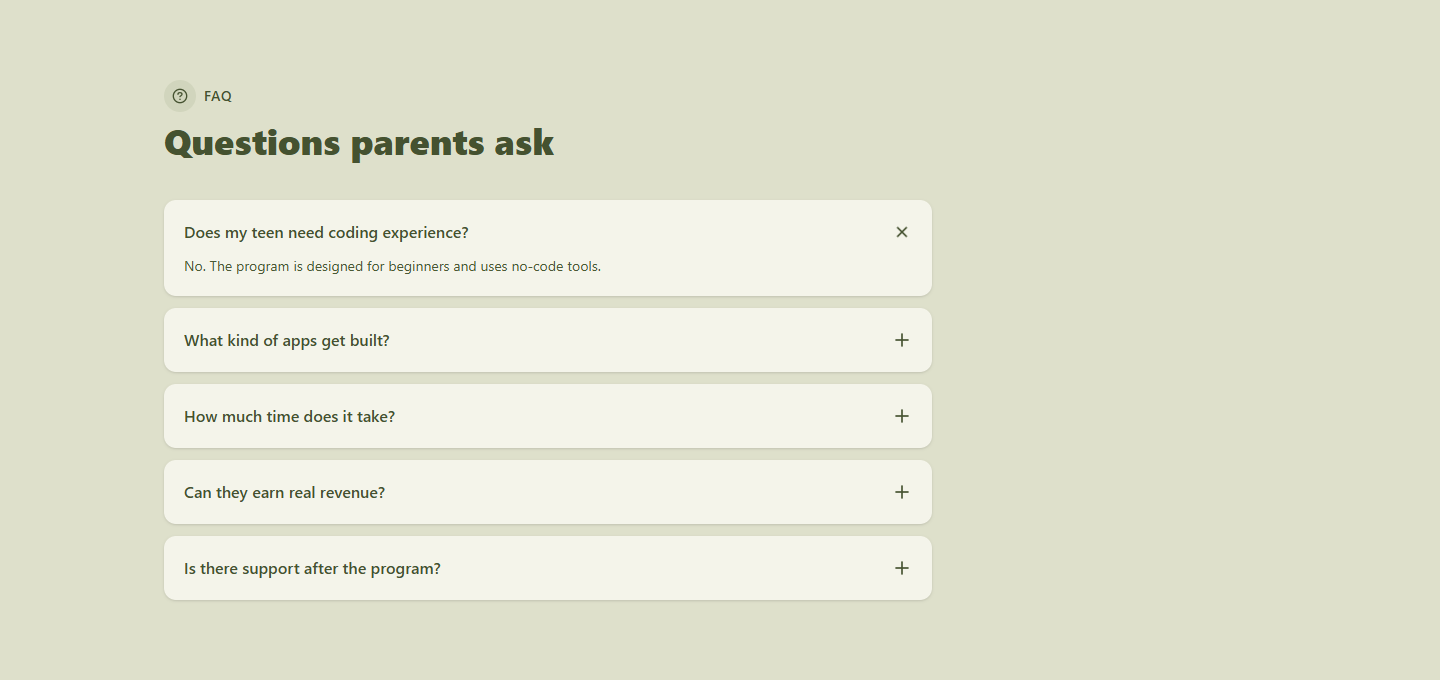 FAQ
Questions parents ask
Does my teen need coding experience?
No. The program is designed for beginners and uses no-code tools.
What kind of apps get built?
How much time does it take?
Can they earn real revenue?
Is there support after the program?